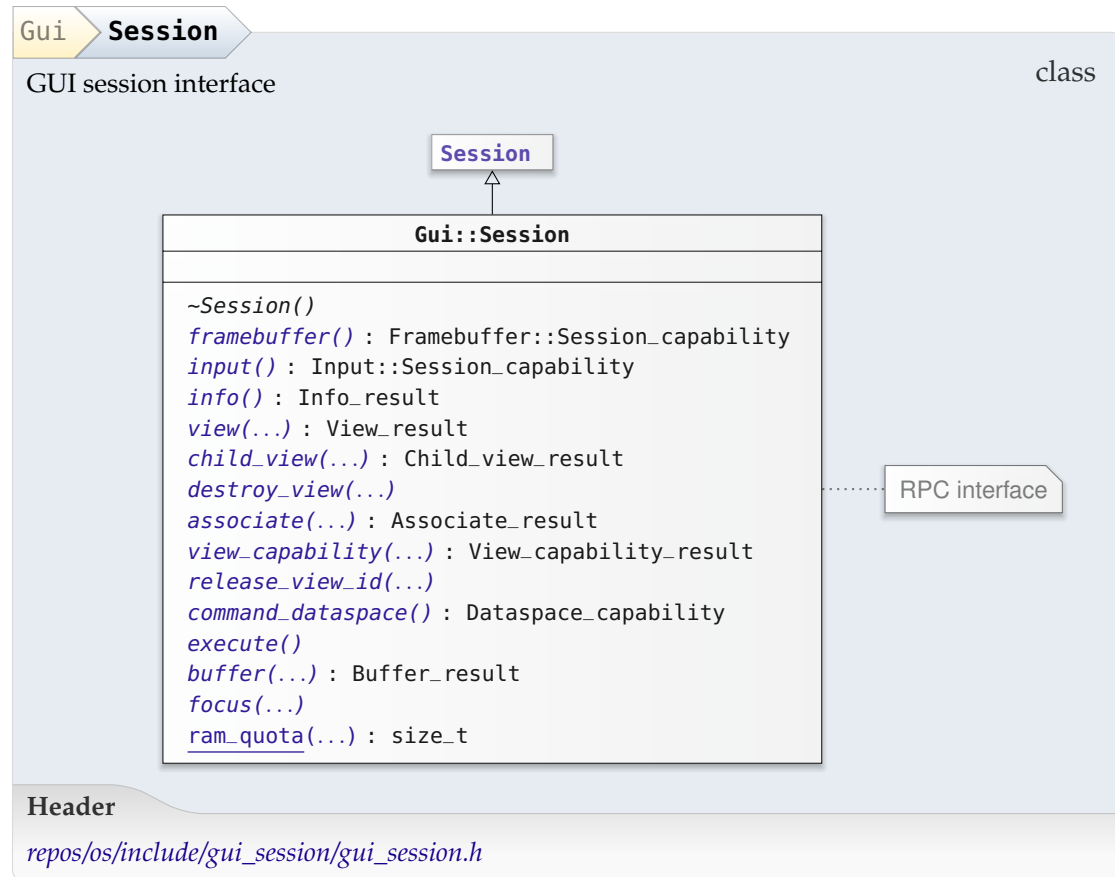 Gui Session
class
GUI session interface
Session
Gui::Session
~Session()
framebuffer() : Framebuffer::Session_capability
input() : Input::Session_capability
info() : Info_result
view(...) : View_result
child_view(...) : Child_view_result
destroy_view(...)
RPC interface
associate(...) : Associate_result
view_capability(...) : View_capability_result
release_view_id(...)
command_dataspace() : Dataspace_capability
execute()
buffer(...) : Buffer_result
focus(...)
ram_quota(...) : size_t
Header
repos/os/include/gui_session/gui_session.h